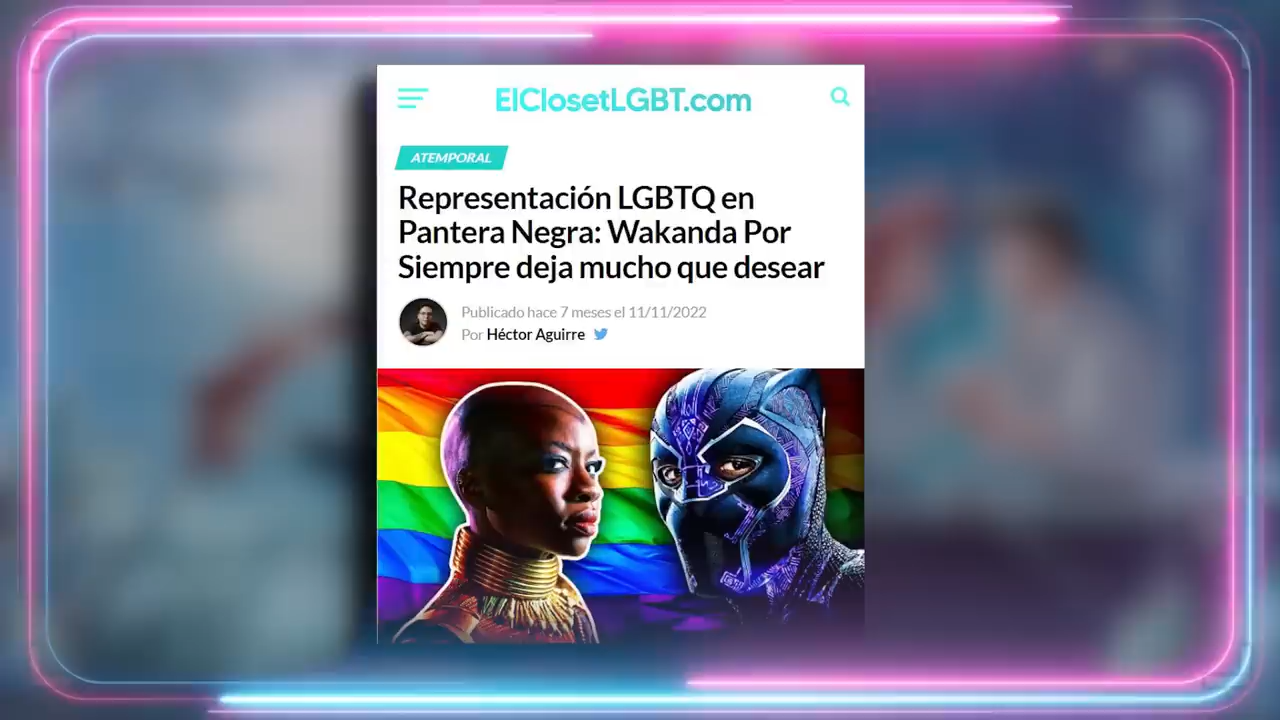 ElClosetLGBT.com
ATEMPORAL
Representación LGBTQ en
Pantera Negra: Wakanda Por
Siempre deja mucho que desear
Publicado hace 7 meses el 11/11/2022
Por Héctor Aguirre